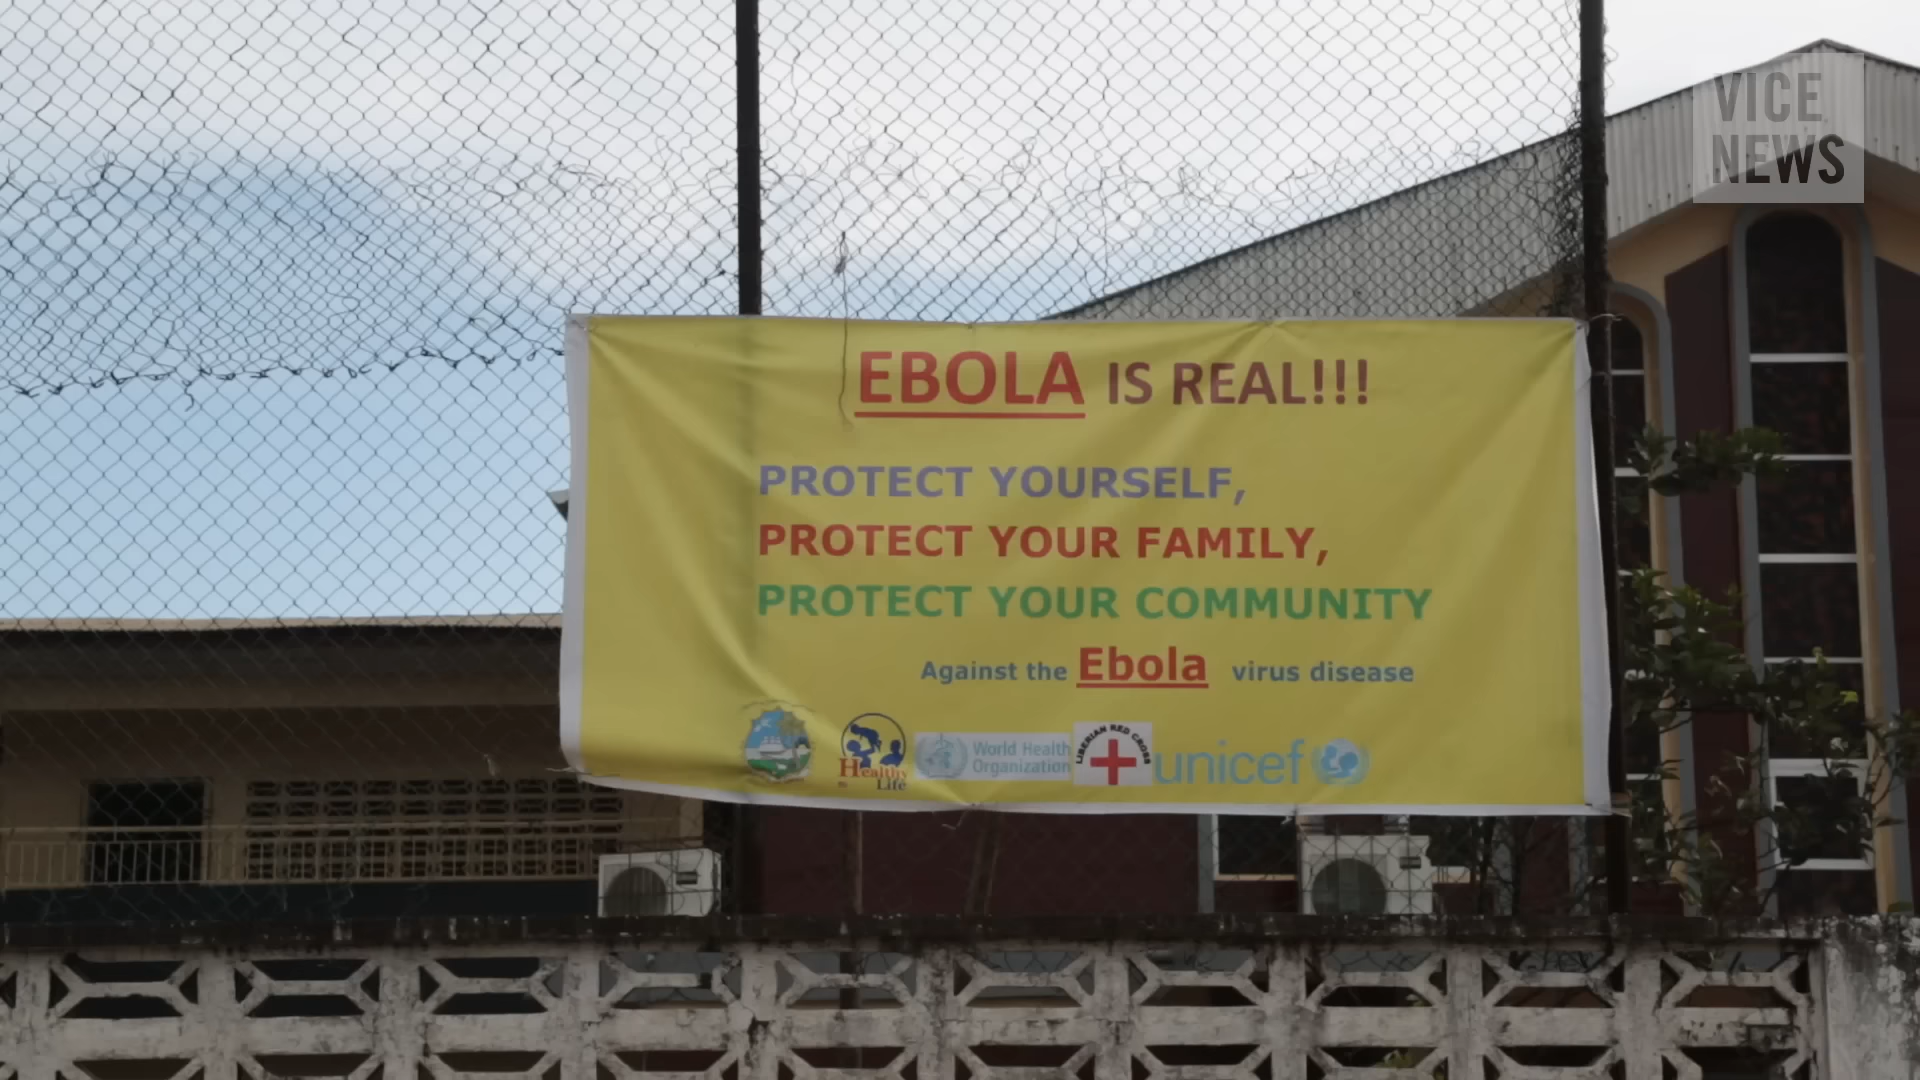 VICE
NEWS
EBOLA IS REAL!!!
PROTECT YOURSELF,
PROTECT YOUR FAMILY,
PROTECT YOUR COMMUNITY
Against the Ebola virus disease
Healthy
Life
World Health
Organization
LIBERIAN RED CROSS
unicef